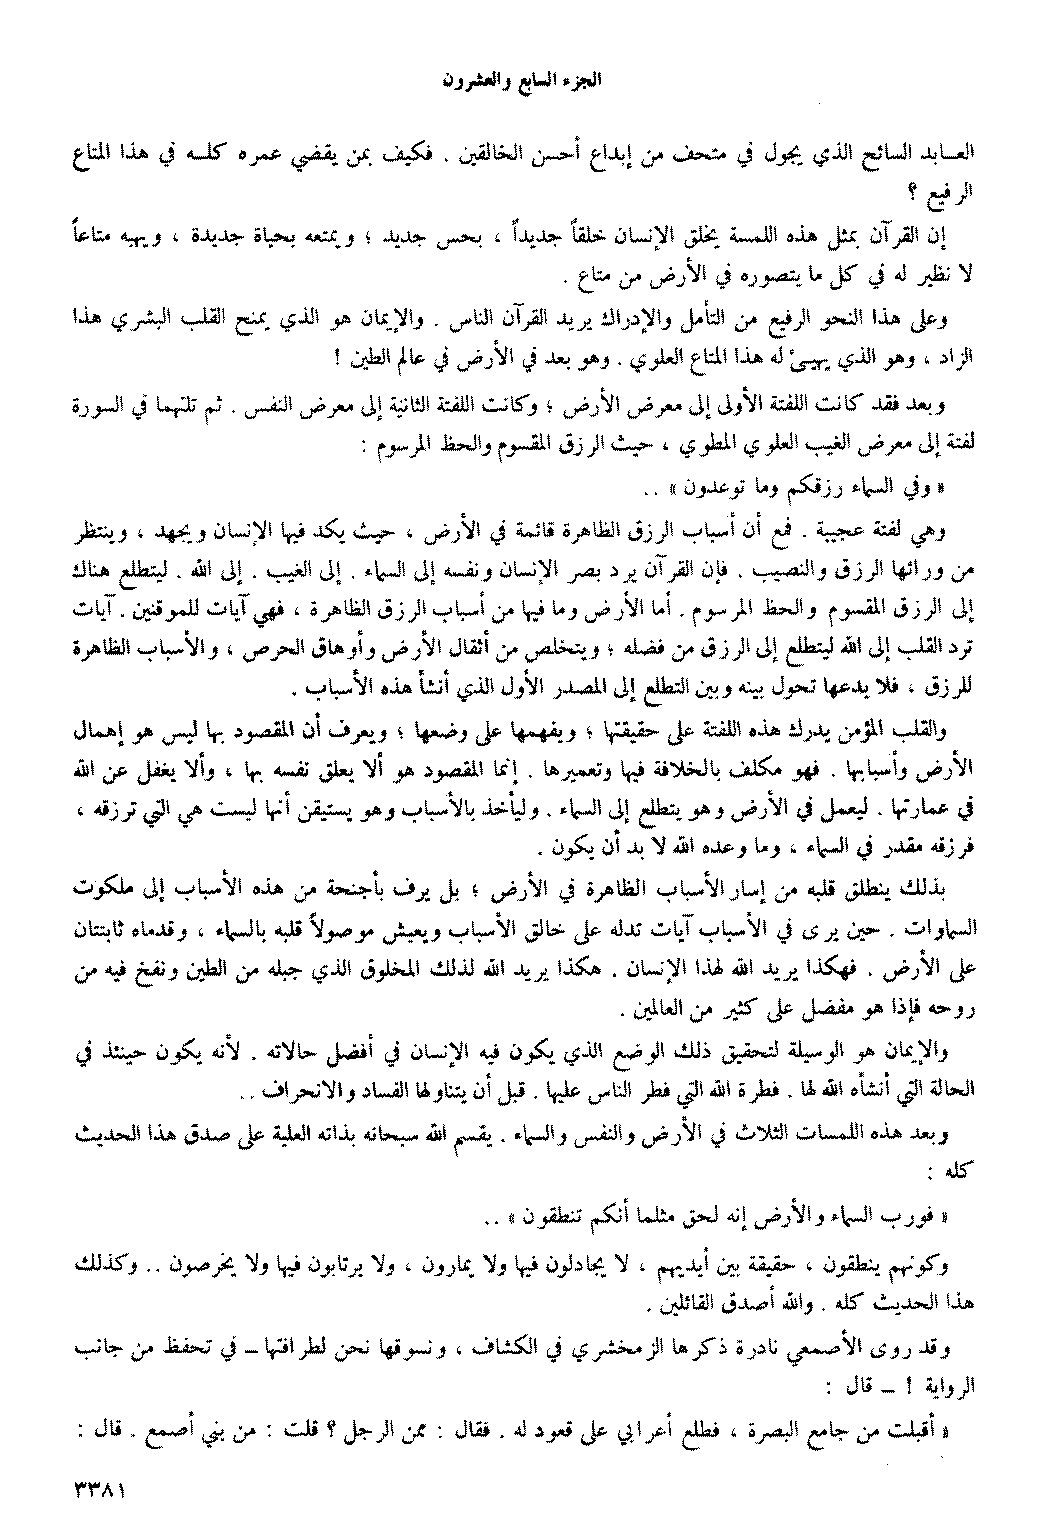 الجزء السابع والعشرون
العـابد السائح الذي يجول في متحف من إبداع أحسن الخالقين . فكيف بمن يقضي عمره كلـه في هذا المتاع
الرفيع ؟
إن القرآن بمثل هذه اللمسة يخلق الإنسان خلقاً جديداً ، بحس جديد ؛ ويمتعه بحياة جديدة ، ويهبه متاعاً
لا نظير له في كل ما يتصوره في الأرض من متاع .
وعلى هذا النحو الرفيع من التأمل والإدراك يريد القرآن الناس . والإيمان هو الذي يمنح القلب البشري هذا
الزاد ، وهو الذي يهيئ له هذا المتاع العلوي . وهو بعد في الأرض في عالم الطين !
وبعد فقد كانت اللفتة الأولى إلى معرض الأرض ؛ وكانت اللفتة الثانية إلى معرض النفس . ثم تلتهما في السورة
لفتة إلى معرض الغيب العلوي المطوي ، حيث الرزق المقسوم والحظ المرسوم :
« وفي السماء رزقكم وما توعدون » ..
وهي لفتة عجيبة . فمع أن أسباب الرزق الظاهرة قائمة في الأرض ، حيث يكد فيها الإنسان ويجهد ، وينتظر
من ورائها الرزق والنصيب . فإن القرآن يرد بصر الإنسان ونفسه إلى السماء . إلى الغيب . إلى الله . ليتطلع هناك
إلى الرزق المقسوم والحظ المرسوم . أما الأرض وما فيها من أسباب الرزق الظاهرة ، فهي آيات للموقنين . آيات
ترد القلب إلى الله ليتطلع إلى الرزق من فضله ؛ ويتخلص من أثقال الأرض وأوهاق الحرص ، والأسباب الظاهرة
للرزق ، فلا يدعها تحول بينه وبين التطلع إلى المصدر الأول الذي أنشأ هذه الأسباب .
والقلب المؤمن يدرك هذه اللفتة على حقيقتها ؛ ويفهمها على وضعها ؛ ويعرف أن المقصود بها ليس هو إهمال
الأرض وأسبابها . فهو مكلف بالخلافة فيها وتعميرها . إنما المقصود هو ألا يعلق نفسه بها ، وألا يغفل عن الله
في عمارتها . ليعمل في الأرض وهو يتطلع إلى السماء . وليأخذ بالأسباب وهو يستيقن أنها ليست هي التي ترزقه ،
فرزقه مقدر في السماء ، وما وعده الله لا بد أن يكون .
بذلك ينطلق قلبه من إسار الأسباب الظاهرة في الأرض ؛ بل يرف بأجنحة من هذه الأسباب إلى ملكوت
السماوات . حين يرى في الأسباب آيات تدله على خالق الأسباب ويعيش موصولاً قلبه بالسماء ، وقدماه ثابتتان
على الأرض . فهكذا يريد الله لهذا الإنسان . هكذا يريد الله لذلك المخلوق الذي جبله من الطين ونفخ فيه من
روحه فإذا هو مفضل على كثير من العالمين .
والإيمان هو الوسيلة لتحقيق ذلك الوضع الذي يكون فيه الإنسان في أفضل حالاته . لأنه يكون حينئذ في
الحالة التي أنشأه الله لها . فطرة الله التي فطر الناس عليها . قبل أن يتناولها الفساد والانحراف ..
وبعد هذه اللمسات الثلاث في الأرض والنفس والسماء . يقسم الله سبحانه بذاته العلية على صدق هذا الحديث
كله :
« فورب السماء والأرض إنه لحق مثلما أنكم تنطقون » ..
وكونهم ينطقون ، حقيقة بين أيديهم ، لا يجادلون فيها ولا يمارون ، ولا يرتابون فيها ولا يخرصون .. وكذلك
هذا الحديث كله . والله أصدق القائلين .
وقد روى الأصمعي نادرة ذكرها الزمخشري في الكشاف ، ونسوقها نحن لطرافتها ــ في تحفظ من جانب
الرواية ! ــ قال :
« أقبلت من جامع البصرة ، فطلع أعرابي على قعود له . فقال : ممن الرجل ؟ قلت : من بني أصمع . قال :
٣٣٨١